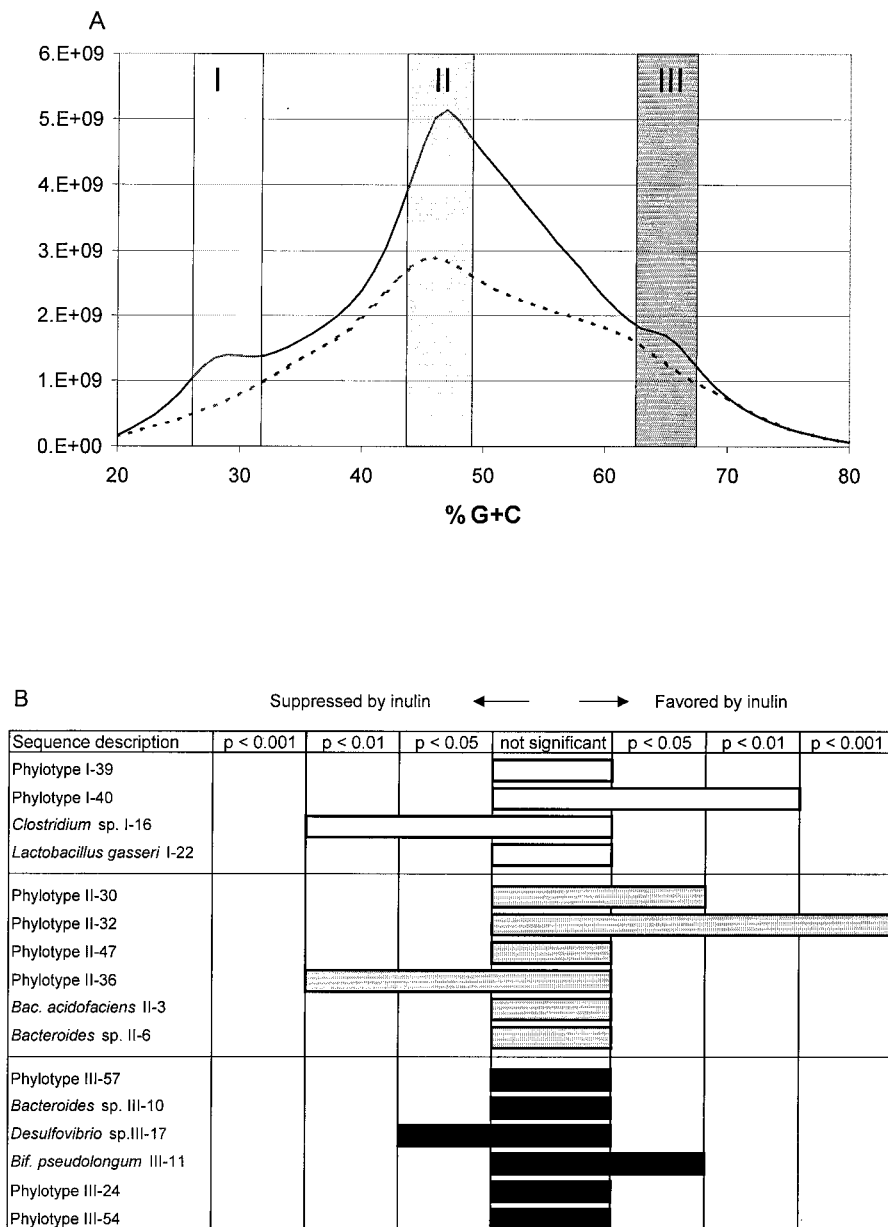 A
6.E+09
5.E+09
4.E+09
3.E+09
2.E+09
1.E+09
0.E+00
I II III
20 30 40 50 60 70 80
% G+C
B
Suppressed by inulin Favored by inulin
Sequence description p < 0.001 p < 0.01 p < 0.05 not significant p < 0.05 p < 0.01 p < 0.001
Phylotype I-39
Phylotype I-40
Clostridium sp. I-16
Lactobacillus gasseri I-22
Phylotype II-30
Phylotype II-32
Phylotype II-47
Phylotype II-36
Bac. acidofaciens II-3
Bacteroides sp. II-6
Phylotype III-57
Bacteroides sp. III-10
Desulfovibrio sp.III-17
Bif. pseudolongum III-11
Phylotype III-24
Phylotype III-54